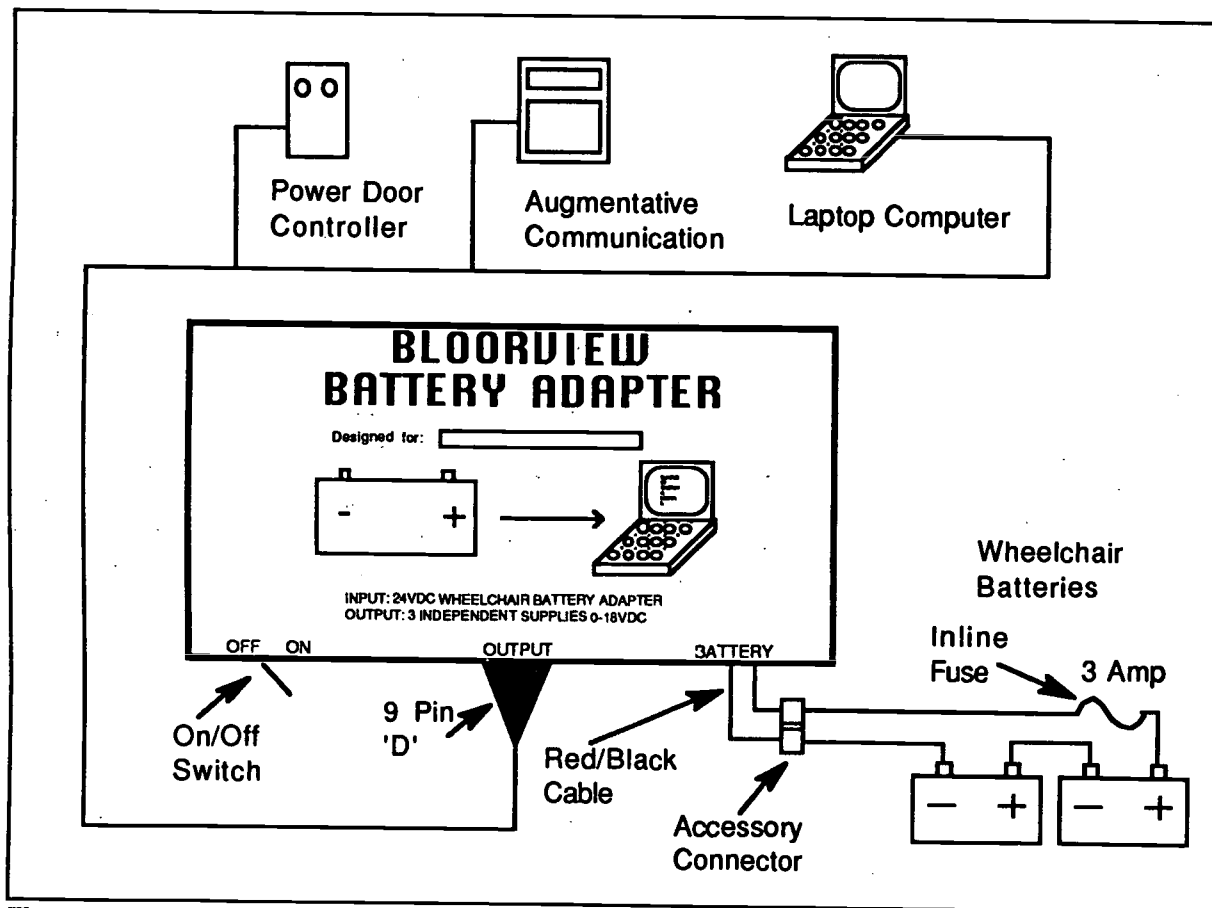 Power Door
Controller
Augmentative
Communication
Laptop Computer
BLOORVIEW
BATTERY ADAPTER
Designed for:
- +
INPUT: 24VDC WHEELCHAIR BATTERY ADAPTER
OUTPUT: 3 INDEPENDENT SUPPLIES 0-18VDC
OFF ON OUTPUT BATTERY
On/Off
Switch
9 Pin
'D'
Red/Black
Cable
Accessory
Connector
Wheelchair
Batteries
Inline
Fuse
3 Amp
- + - +